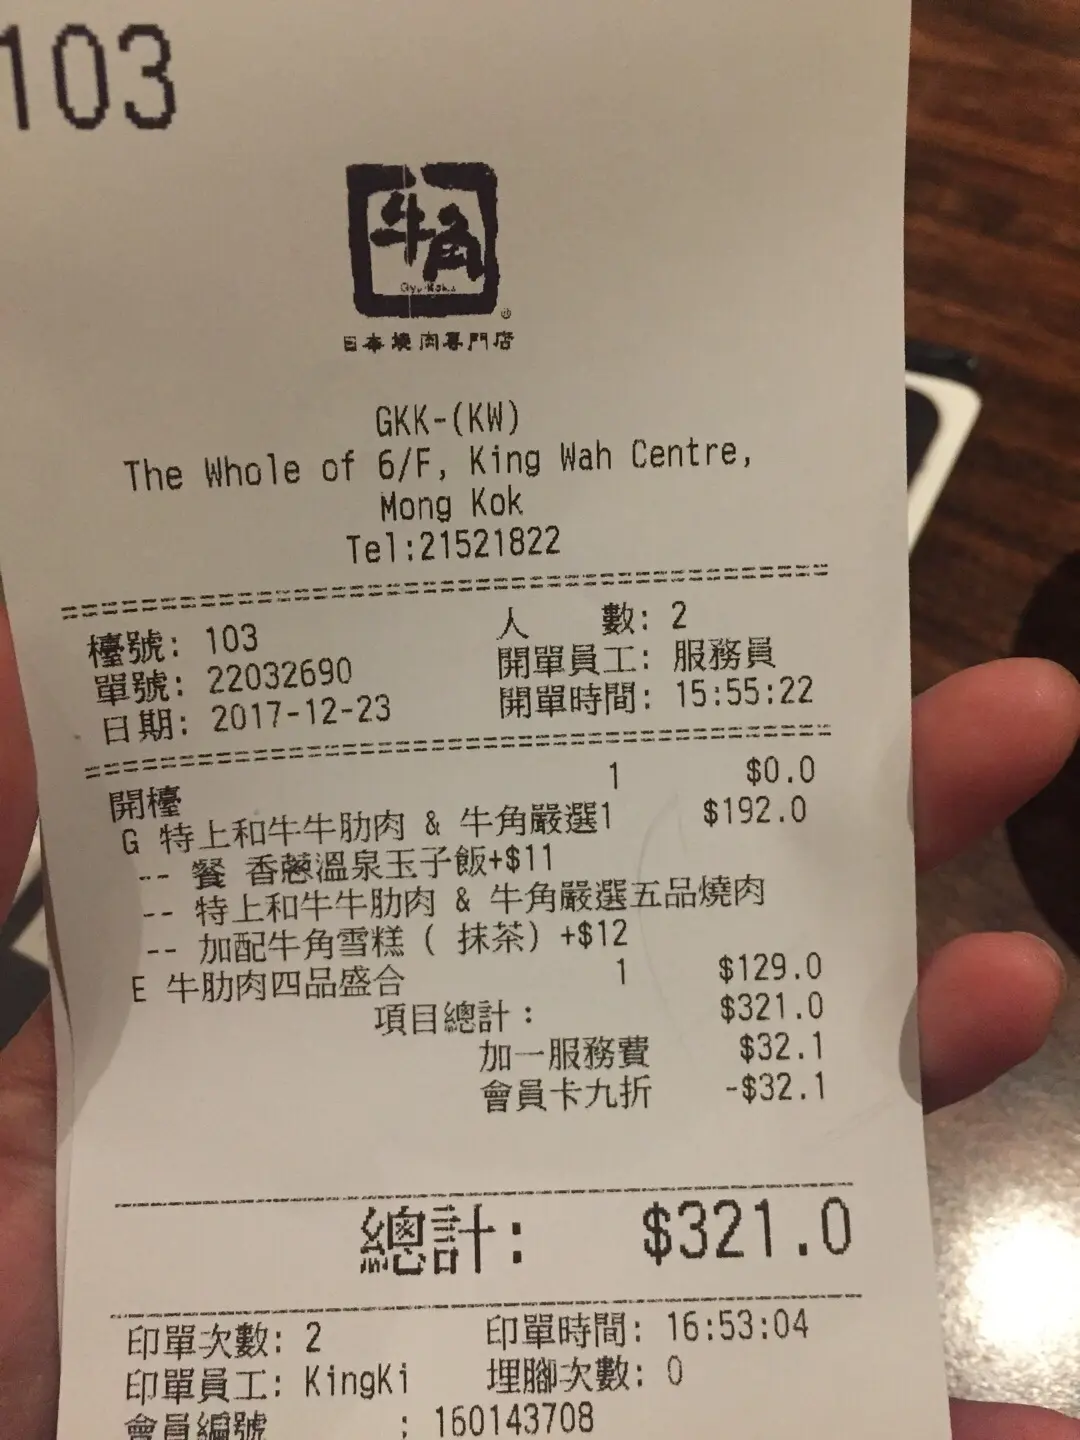 103
牛角
Gyu-Kaku
®
日本燒肉專門店
GKK-(KW)
The Whole of 6/F, King Wah Centre,
Mong Kok
Tel:21521822
檯號: 103 人 數: 2
單號: 22032690 開單員工: 服務員
日期: 2017-12-23 開單時間: 15:55:22
開檯 1 $0.0
G 特上和牛牛肋肉 & 牛角嚴選1 $192.0
-- 餐 香蔥溫泉玉子飯+$11
-- 特上和牛牛肋肉 & 牛角嚴選五品燒肉
-- 加配牛角雪糕 ( 抹茶) +$12
E 牛肋肉四品盛合 1 $129.0
項目總計: $321.0
加一服務費 $32.1
會員卡九折 -$32.1
總計: $321.0
印單次數: 2 印單時間: 16:53:04
印單員工: KingKi 埋腳次數: 0
會員編號 : 160143708